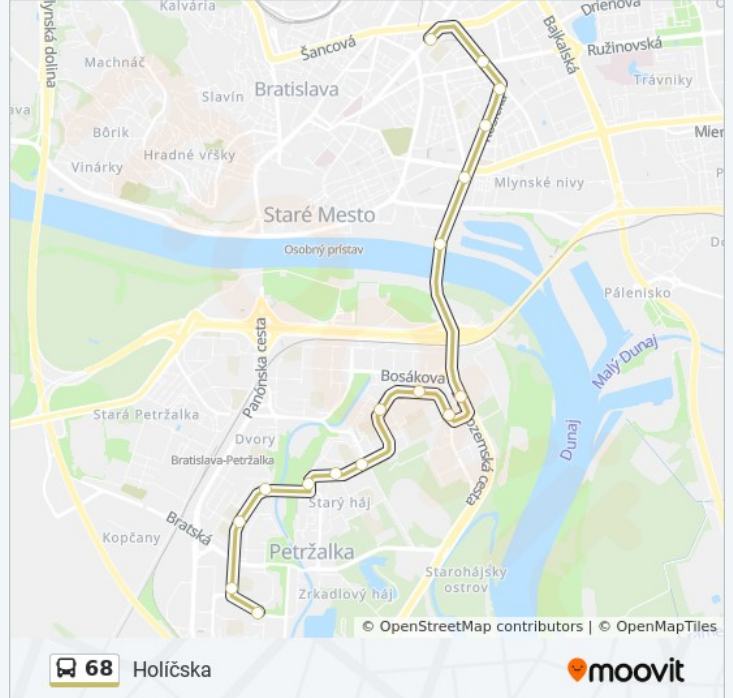 Kalvária
Drienová
Mlynská dolina
Šancová
Bajkalská
Ružinovská
Machnáč
Trávniky
Slavín
Bratislava
Bôrik
Hradné vŕšky
Vinárky
Mlynské nivy
Staré Mesto
Osobný prístav
Pálenisko
Malý Dunaj
Panónska cesta
Bosákova
Stará Petržalka
Dvory
Dunaj
Bratislava-Petržalka
Starý háj
Bratská
Kopčany
Petržalka
Starohájsky
ostrov
Zrkadlový háj
© OpenStreetMap contributors | © OpenMapTiles
68 Holíčska
moovit